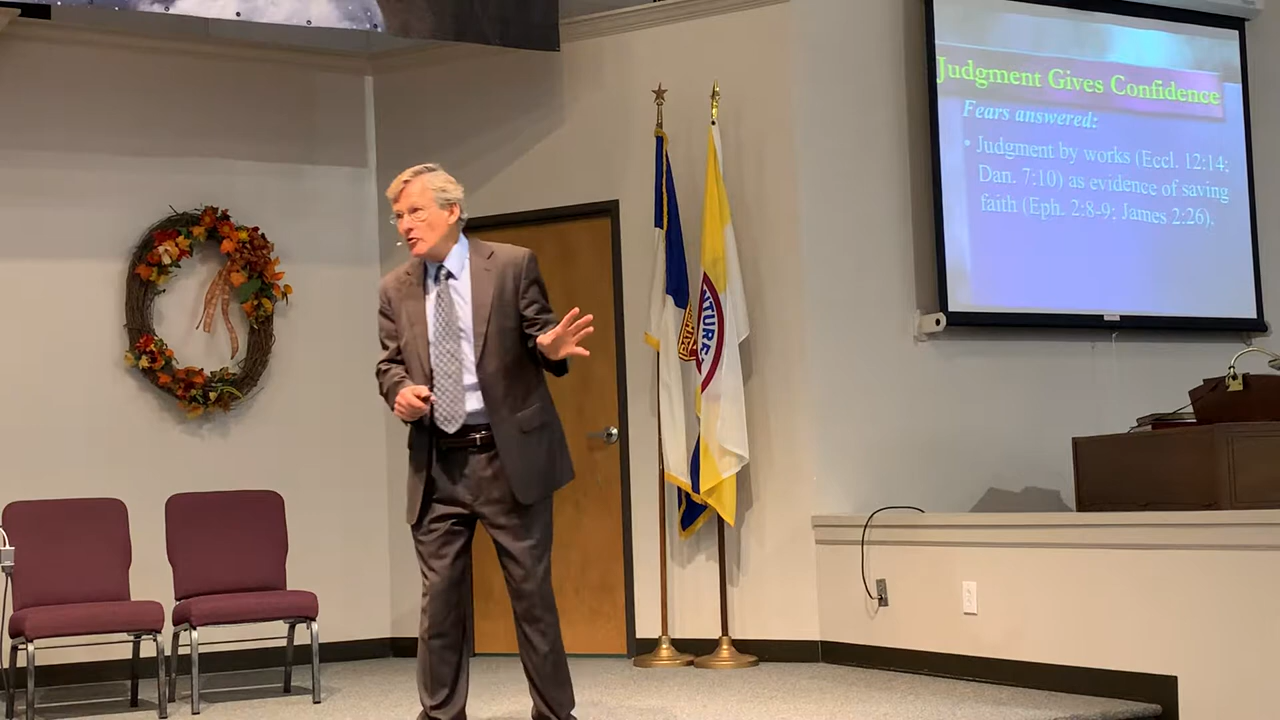 Judgment Gives Confidence
Fears answered:
• Judgment by works (Eccl. 12:14;
Dan. 7:10) as evidence of saving
faith (Eph. 2:8-9; James 2:26).